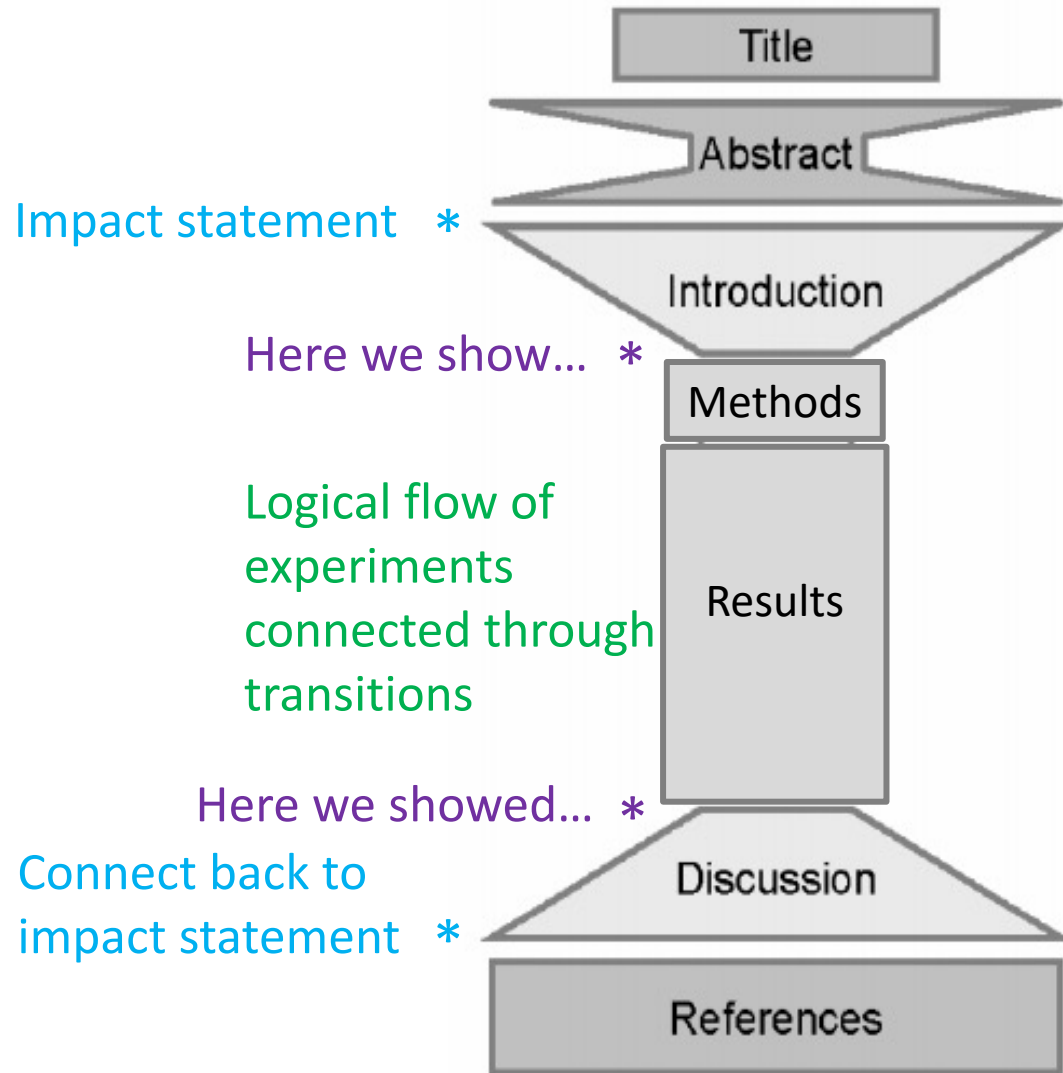 Title
Abstract
Impact statement *
Introduction
Here we show... *
Methods
Logical flow of
experiments
connected through
transitions
Results
Here we showed... *
Connect back to
impact statement *
Discussion
References